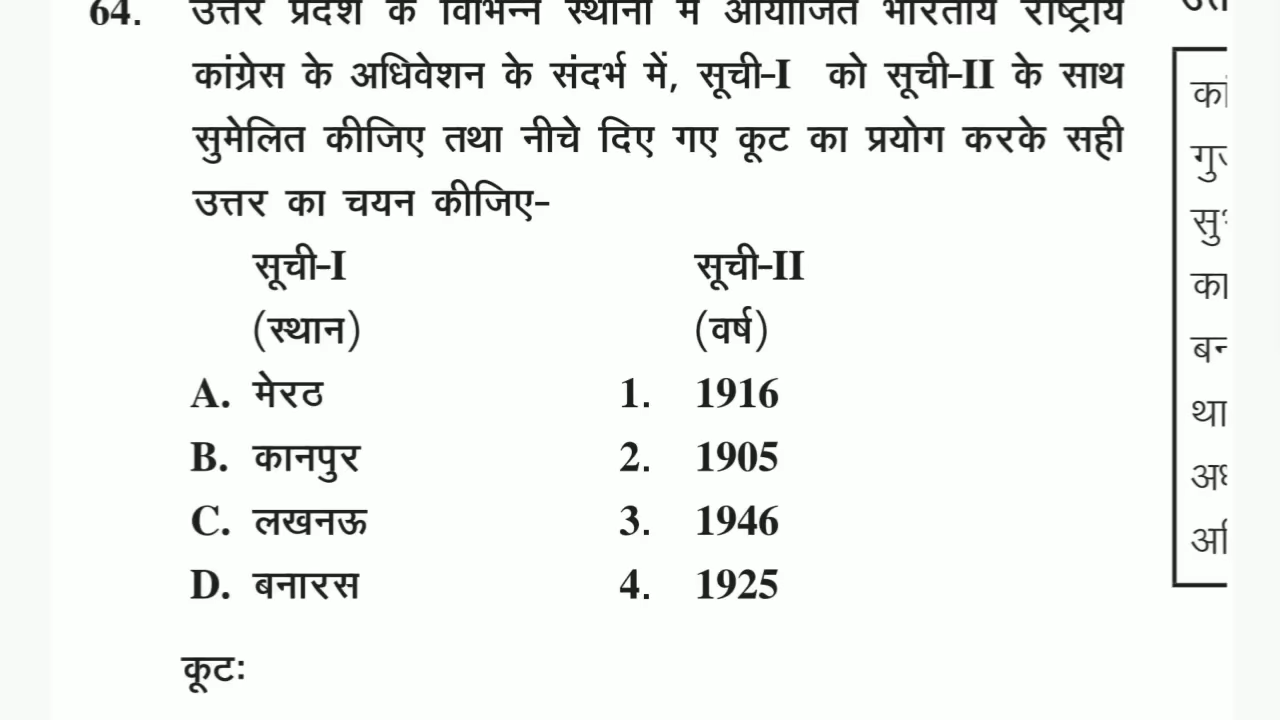 64. उत्तर प्रदेश के विभिन्न स्थानों में आयोजित भारतीय राष्ट्रीय
कांग्रेस के अधिवेशन के संदर्भ में, सूची-I को सूची-II के साथ
सुमेलित कीजिए तथा नीचे दिए गए कूट का प्रयोग करके सही
उत्तर का चयन कीजिए-
सूची-I सूची-II
(स्थान) (वर्ष)
A. मेरठ 1. 1916
B. कानपुर 2. 1905
C. लखनऊ 3. 1946
D. बनारस 4. 1925
कूटः